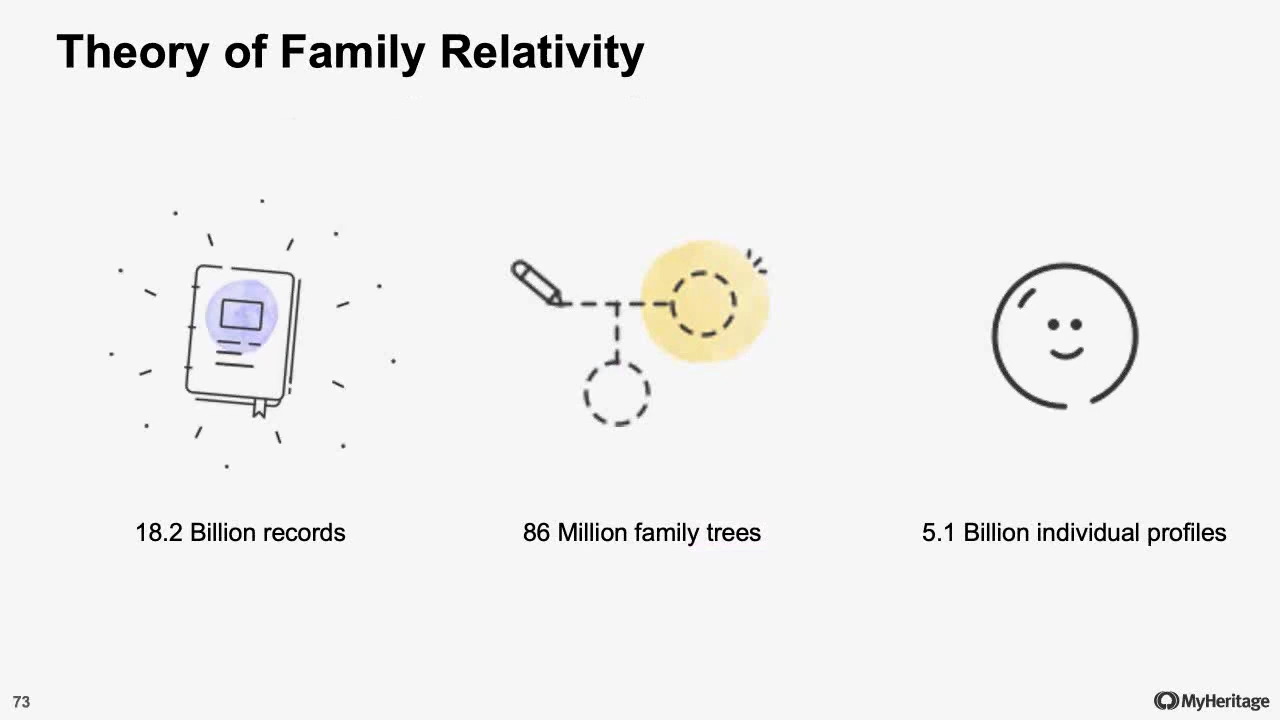 Theory of Family Relativity
18.2 Billion records
86 Million family trees
5.1 Billion individual profiles
73
MyHeritage